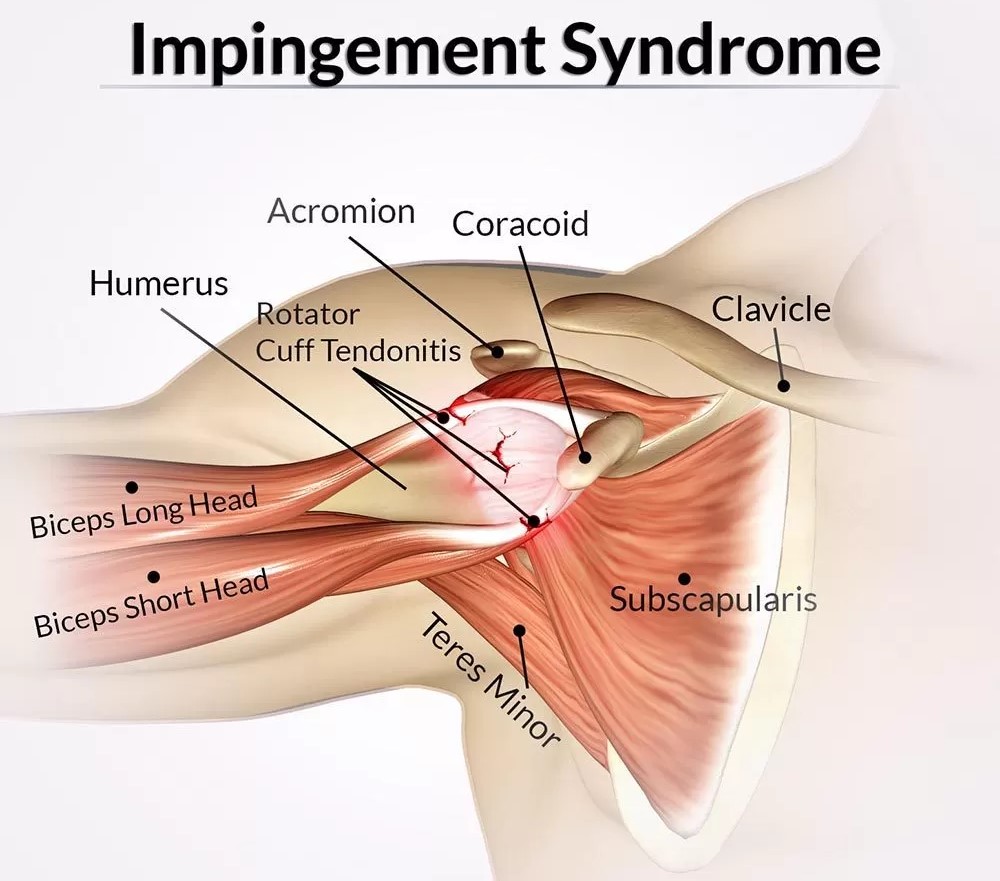 Impingement Syndrome
Acromion
Coracoid
Humerus
Rotator
Cuff Tendonitis
Clavicle
Biceps Long Head
Biceps Short Head
Subscapularis
Teres Minor